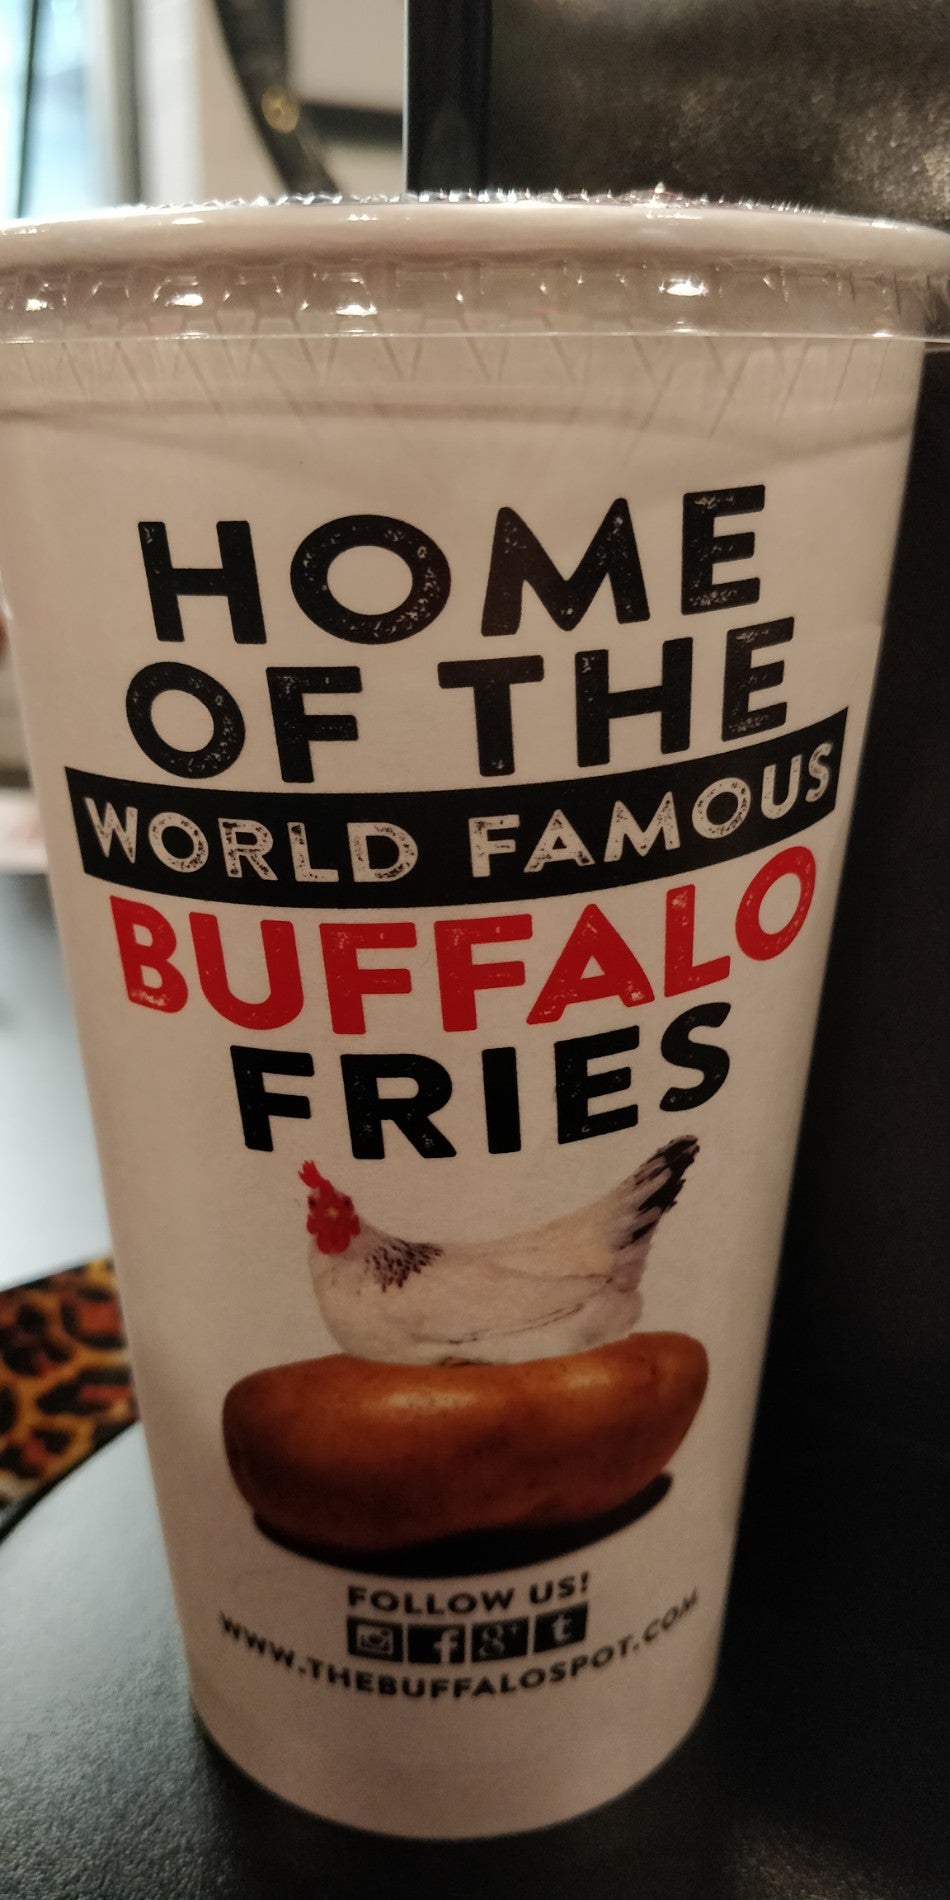 HOME
OF THE
WORLD FAMOUS
BUFFALO
FRIES
FOLLOW US!
f g+ t
WWW.THEBUFFALOSPOT.COM